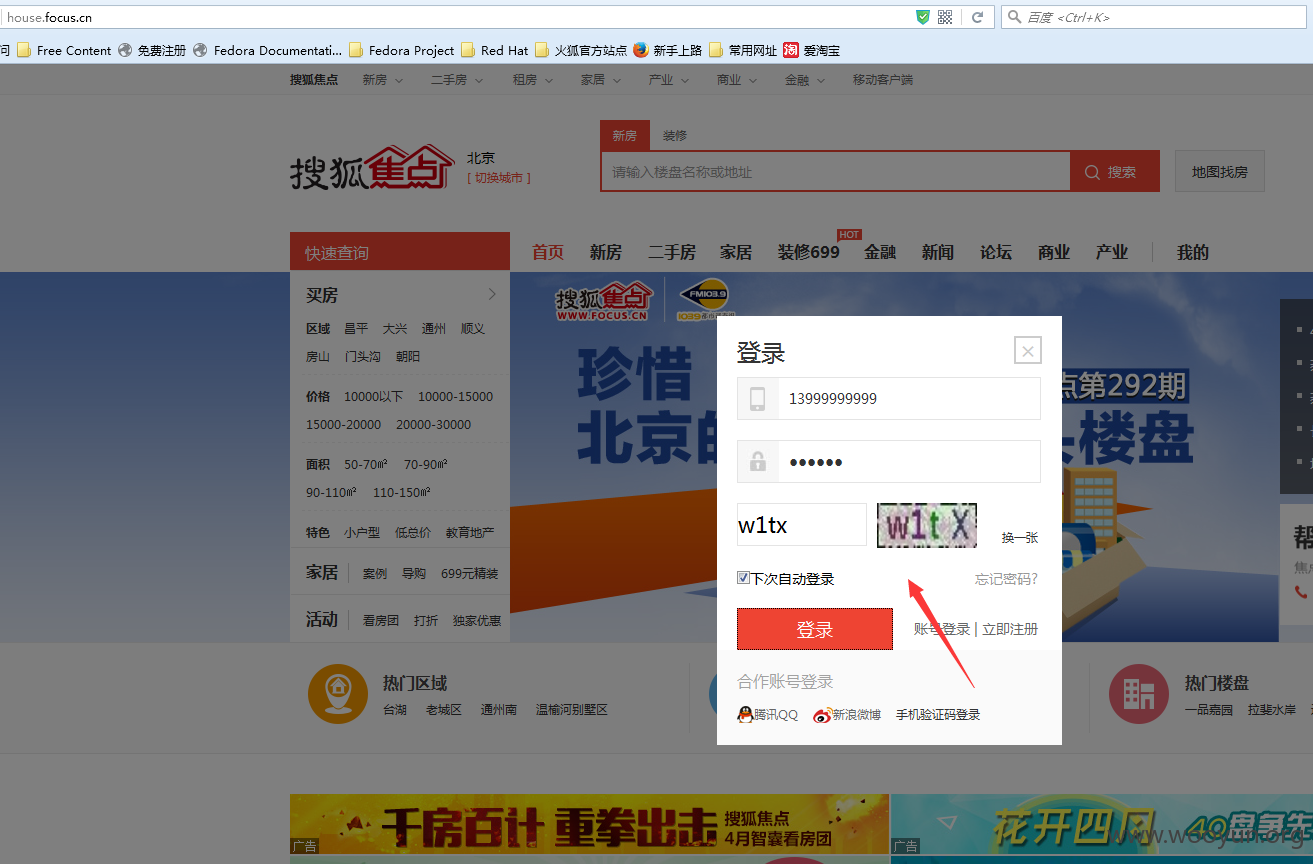 house.focus.cn
百度 <Ctrl+K>
问 Free Content 免费注册 Fedora Documentati... Fedora Project Red Hat 火狐官方站点 新手上路 常用网址 淘 爱淘宝
搜狐焦点 新房 二手房 租房 家居 产业 商业 金融 移动客户端
新房 装修
搜狐焦点 北京
[ 切换城市 ]
请输入楼盘名称或地址 搜索 地图找房
HOT
快速查询 首页 新房 二手房 家居 装修699 金融 新闻 论坛 商业 产业 我的
买房
区域 昌平 大兴 通州 顺义
房山 门头沟 朝阳
价格 10000以下 10000-15000
15000-20000 20000-30000
面积 50-70㎡ 70-90㎡
90-110㎡ 110-150㎡
特色 小户型 低总价 教育地产
家居 案例 导购 699元精装
活动 看房团 打折 独家优惠
搜狐焦点 FM103.9
WWW.FOCUS.CN
珍惜
点第292期
北京 楼盘
登录
13999999999
●●●●●●
w1tx w1tX 换一张
下次自动登录 忘记密码?
登录 账号登录 | 立即注册
合作账号登录
腾讯QQ 新浪微博 手机验证码登录
帮
焦
热门区域
台湖 老城区 通州南 温榆河别墅区
热门楼盘
一品嘉园 拉斐水岸
千房百计 重拳出击 搜狐焦点
4月智囊看房团
广告
花开四风
广告
www.wooyun.org